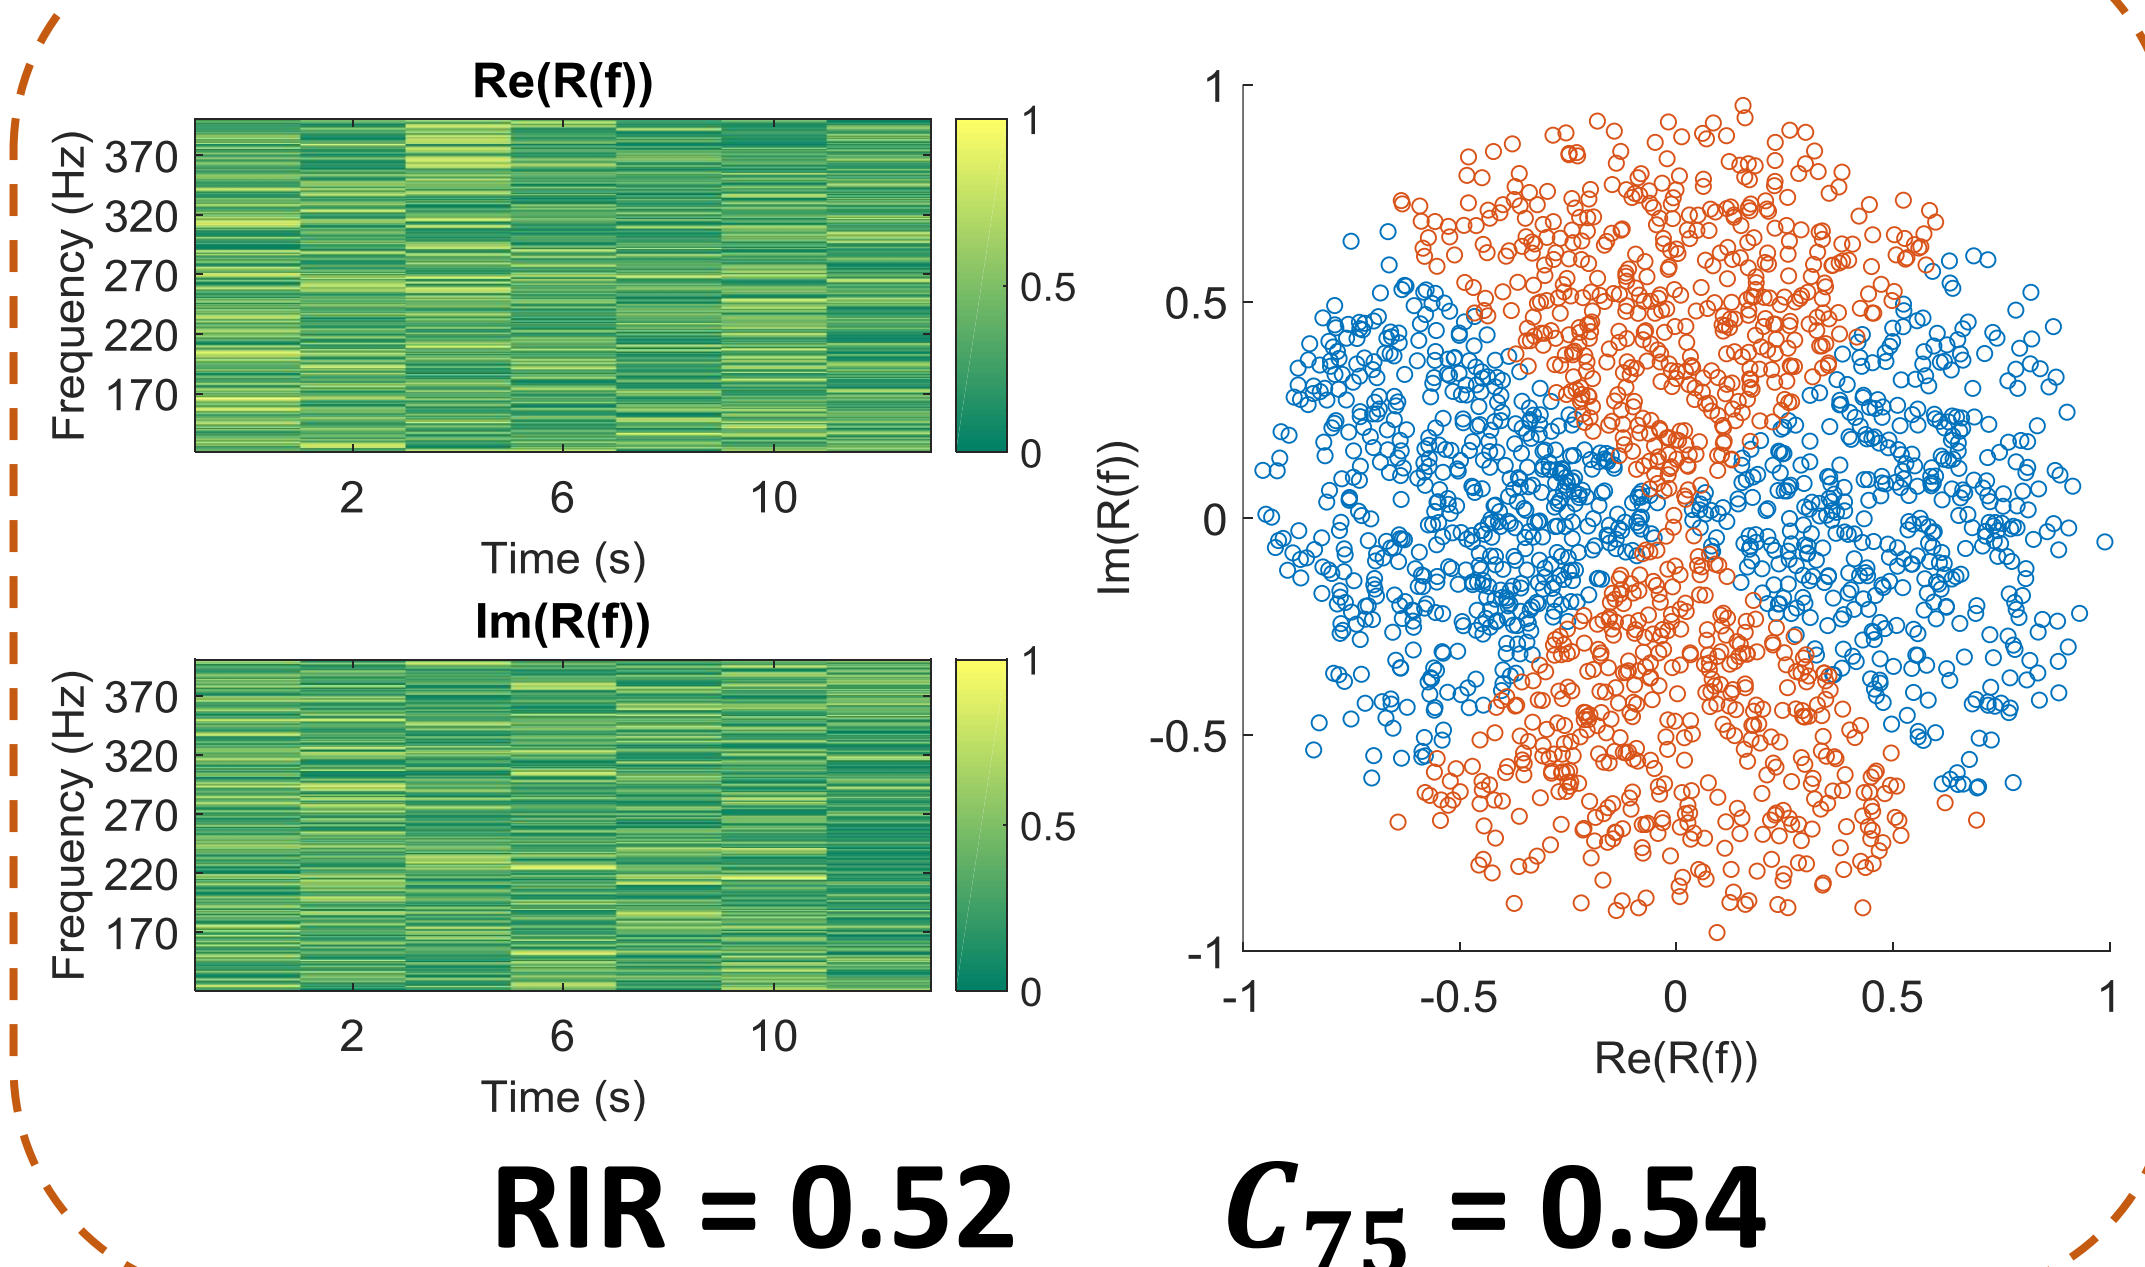 Re(R(f))
Frequency (Hz)
370
320
270
220
170
2 6 10
Time (s)
1
0.5
0
Im(R(f))
Frequency (Hz)
370
320
270
220
170
2 6 10
Time (s)
1
0.5
0
Im(R(f))
1
0.5
0
-0.5
-1
-1 -0.5 0 0.5 1
Re(R(f))
RIR = 0.52
C75 = 0.54